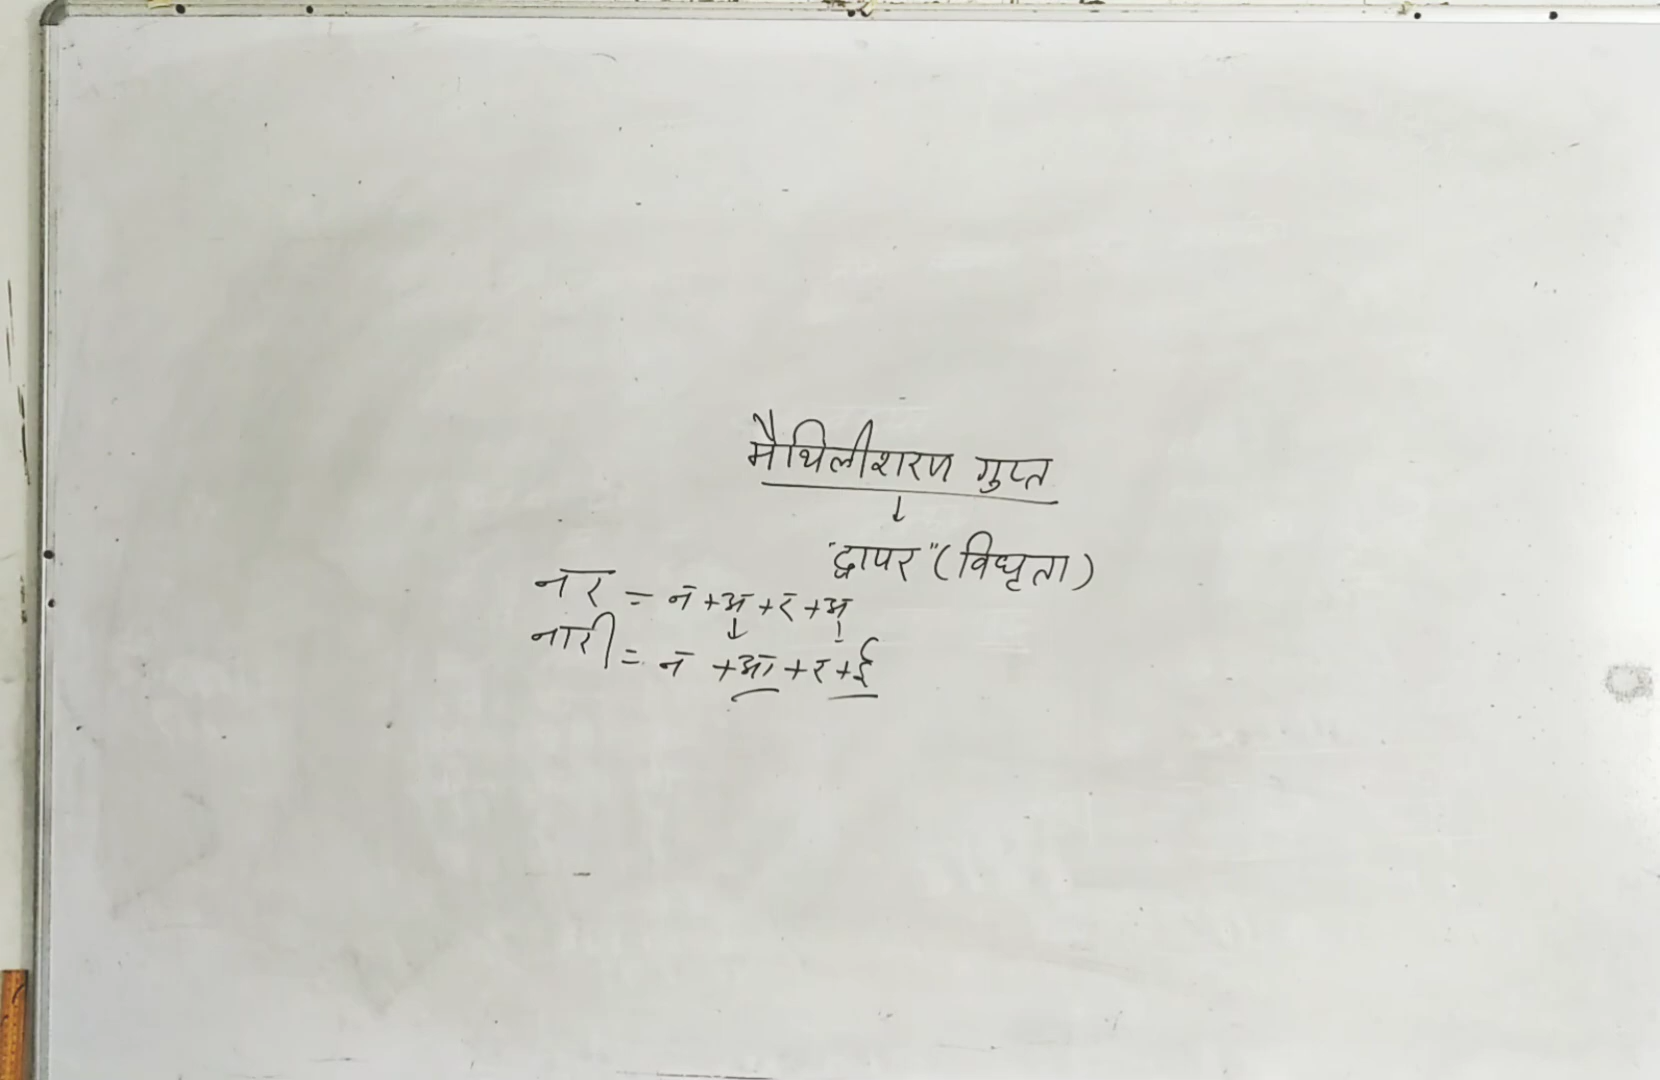 मैथिलीशरण गुप्त
↓
"द्वापर" (विधृता)
नर = न + अ + र + अ
↓ ↓
नारी = न + आ + र + ई